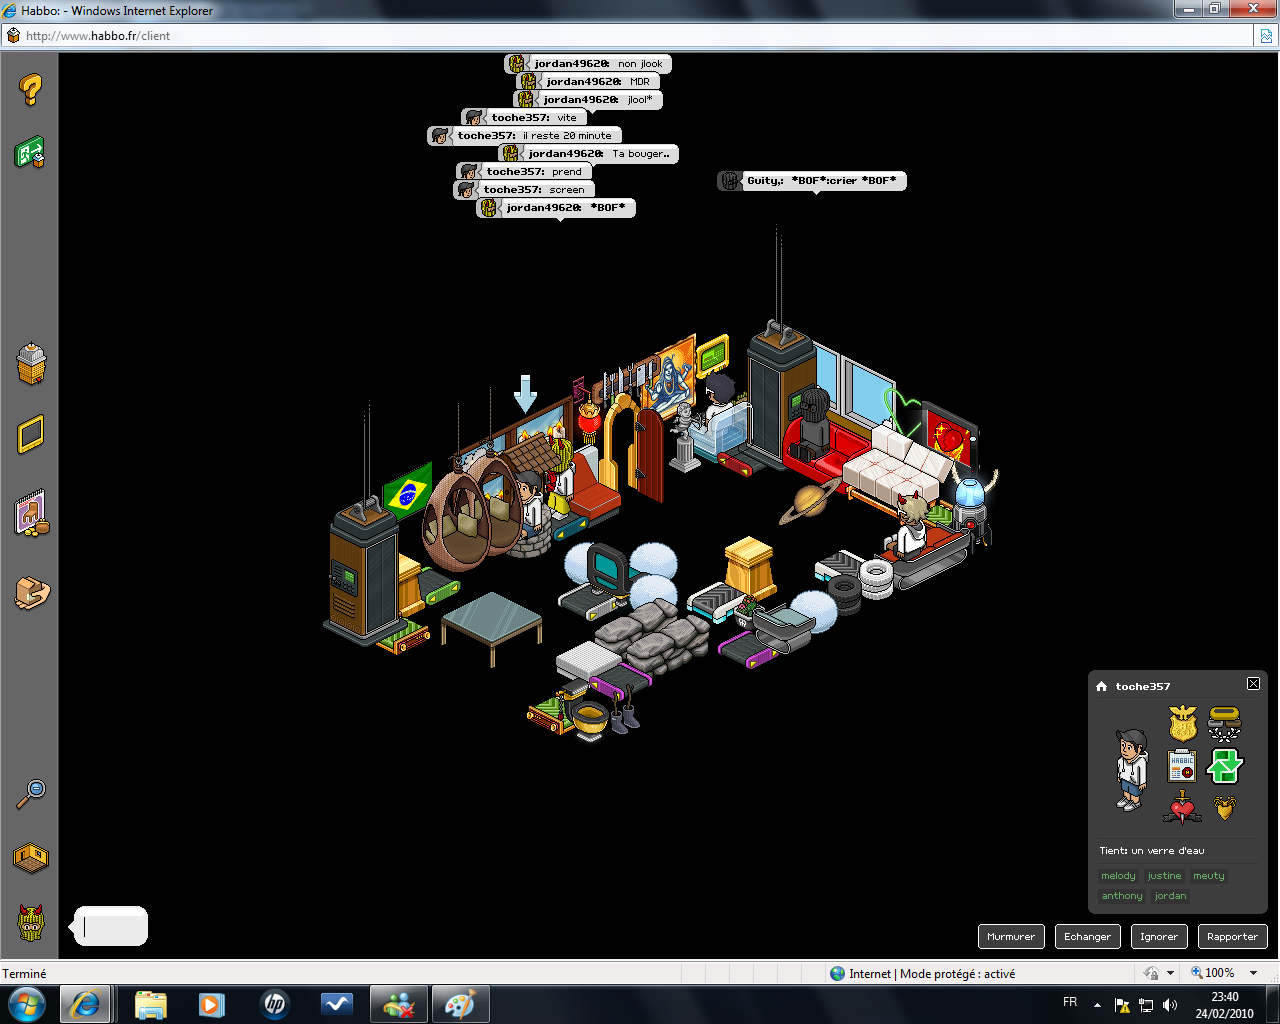 Habbo: - Windows Internet Explorer
http://www.habbo.fr/client
jordan49620: non jlook
jordan49620: MDR
jordan49620: jlool*
toche357: vite
toche357: il reste 20 minute
jordan49620: Ta bouger..
toche357: prend
Guity,: *BOF*:crier *BOF*
toche357: screen
jordan49620: *BOF*
toche357
HABBIC
Tient: un verre d'eau
melody justine meuty
anthony jordan
Murmurer Echanger Ignorer Rapporter
Terminé
Internet | Mode protégé : activé
100%
hp
FR
23:40
24/02/2010